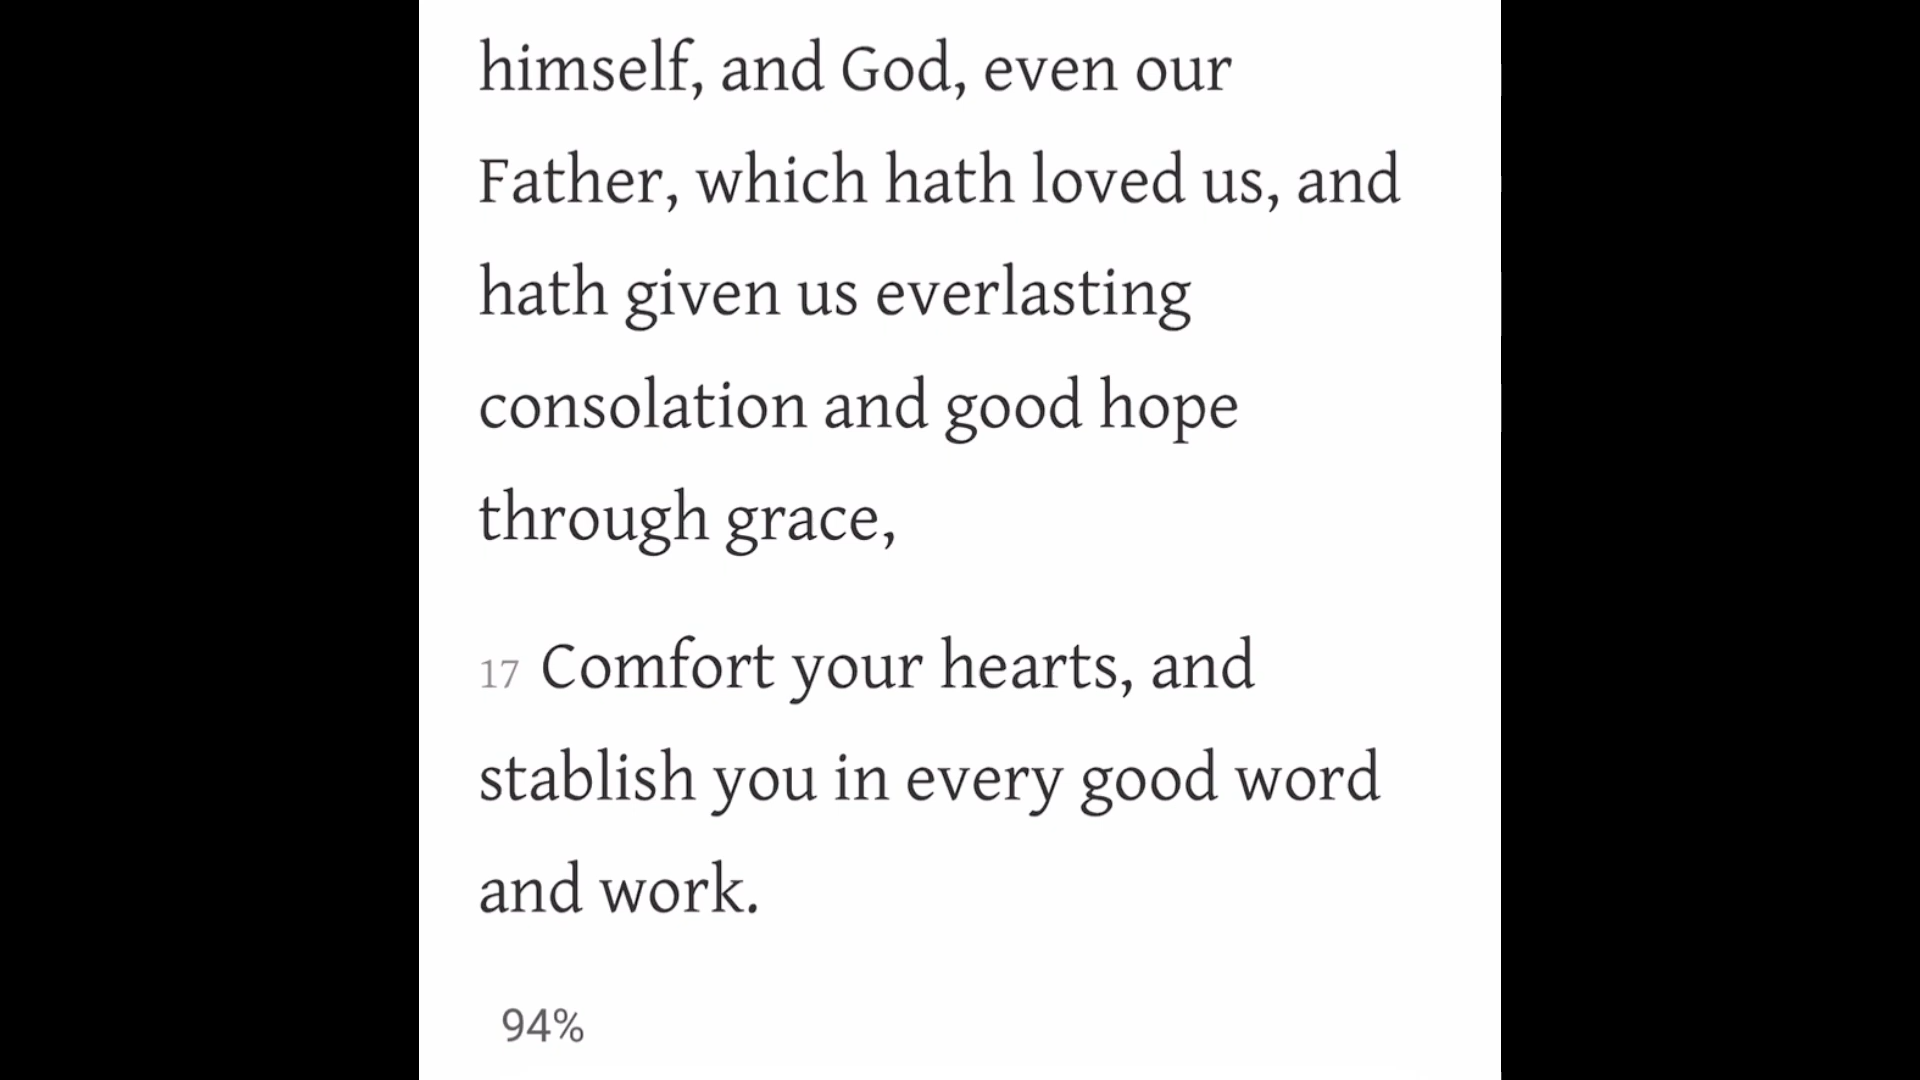 himself, and God, even our
Father, which hath loved us, and
hath given us everlasting
consolation and good hope
through grace,
17 Comfort your hearts, and
stablish you in every good word
and work.
94%